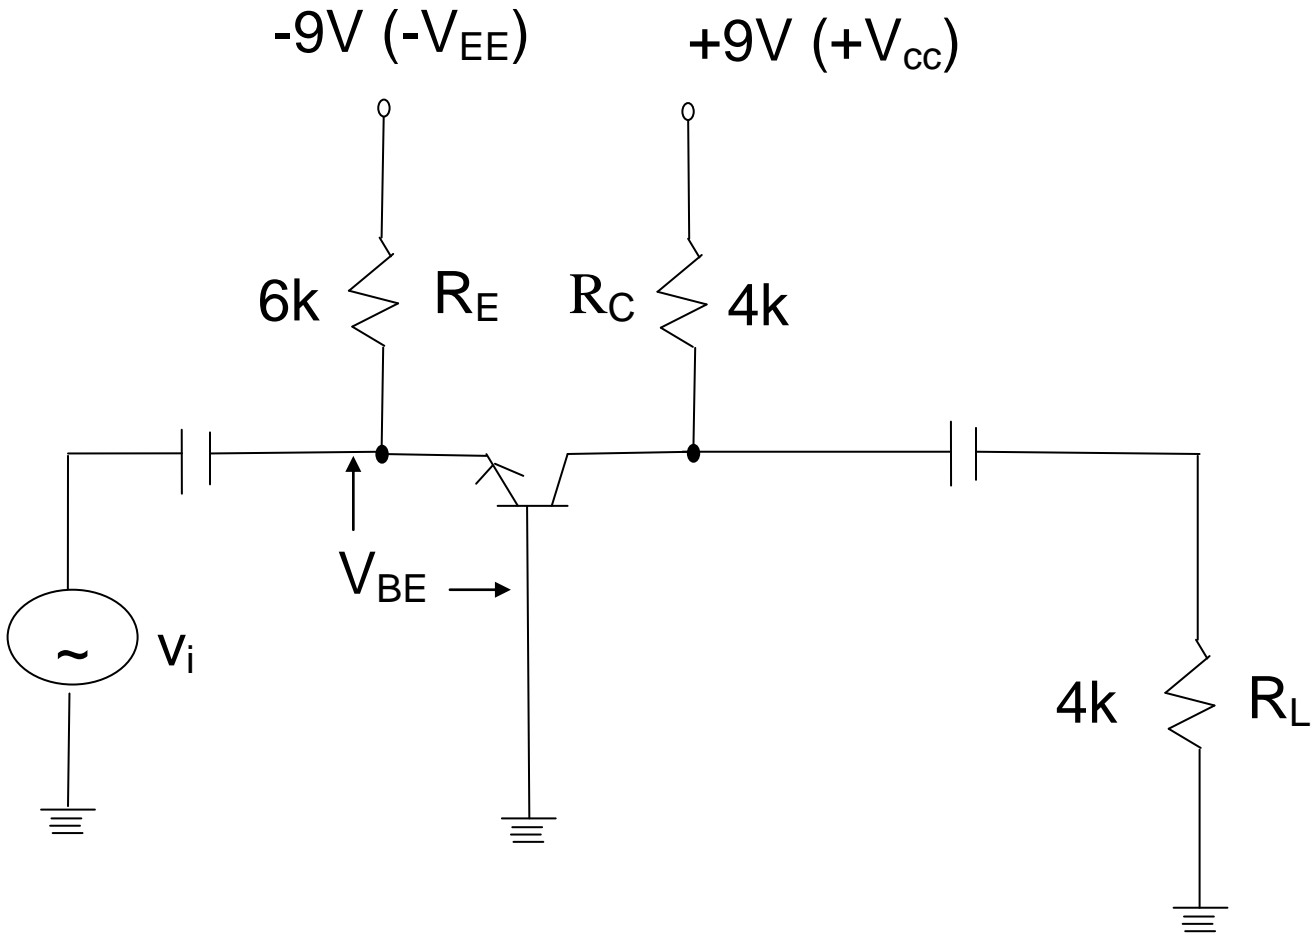 -9V (-VEE)
+9V (+Vcc)
6k
RE
RC
4k
VBE
~
vi
4k
RL